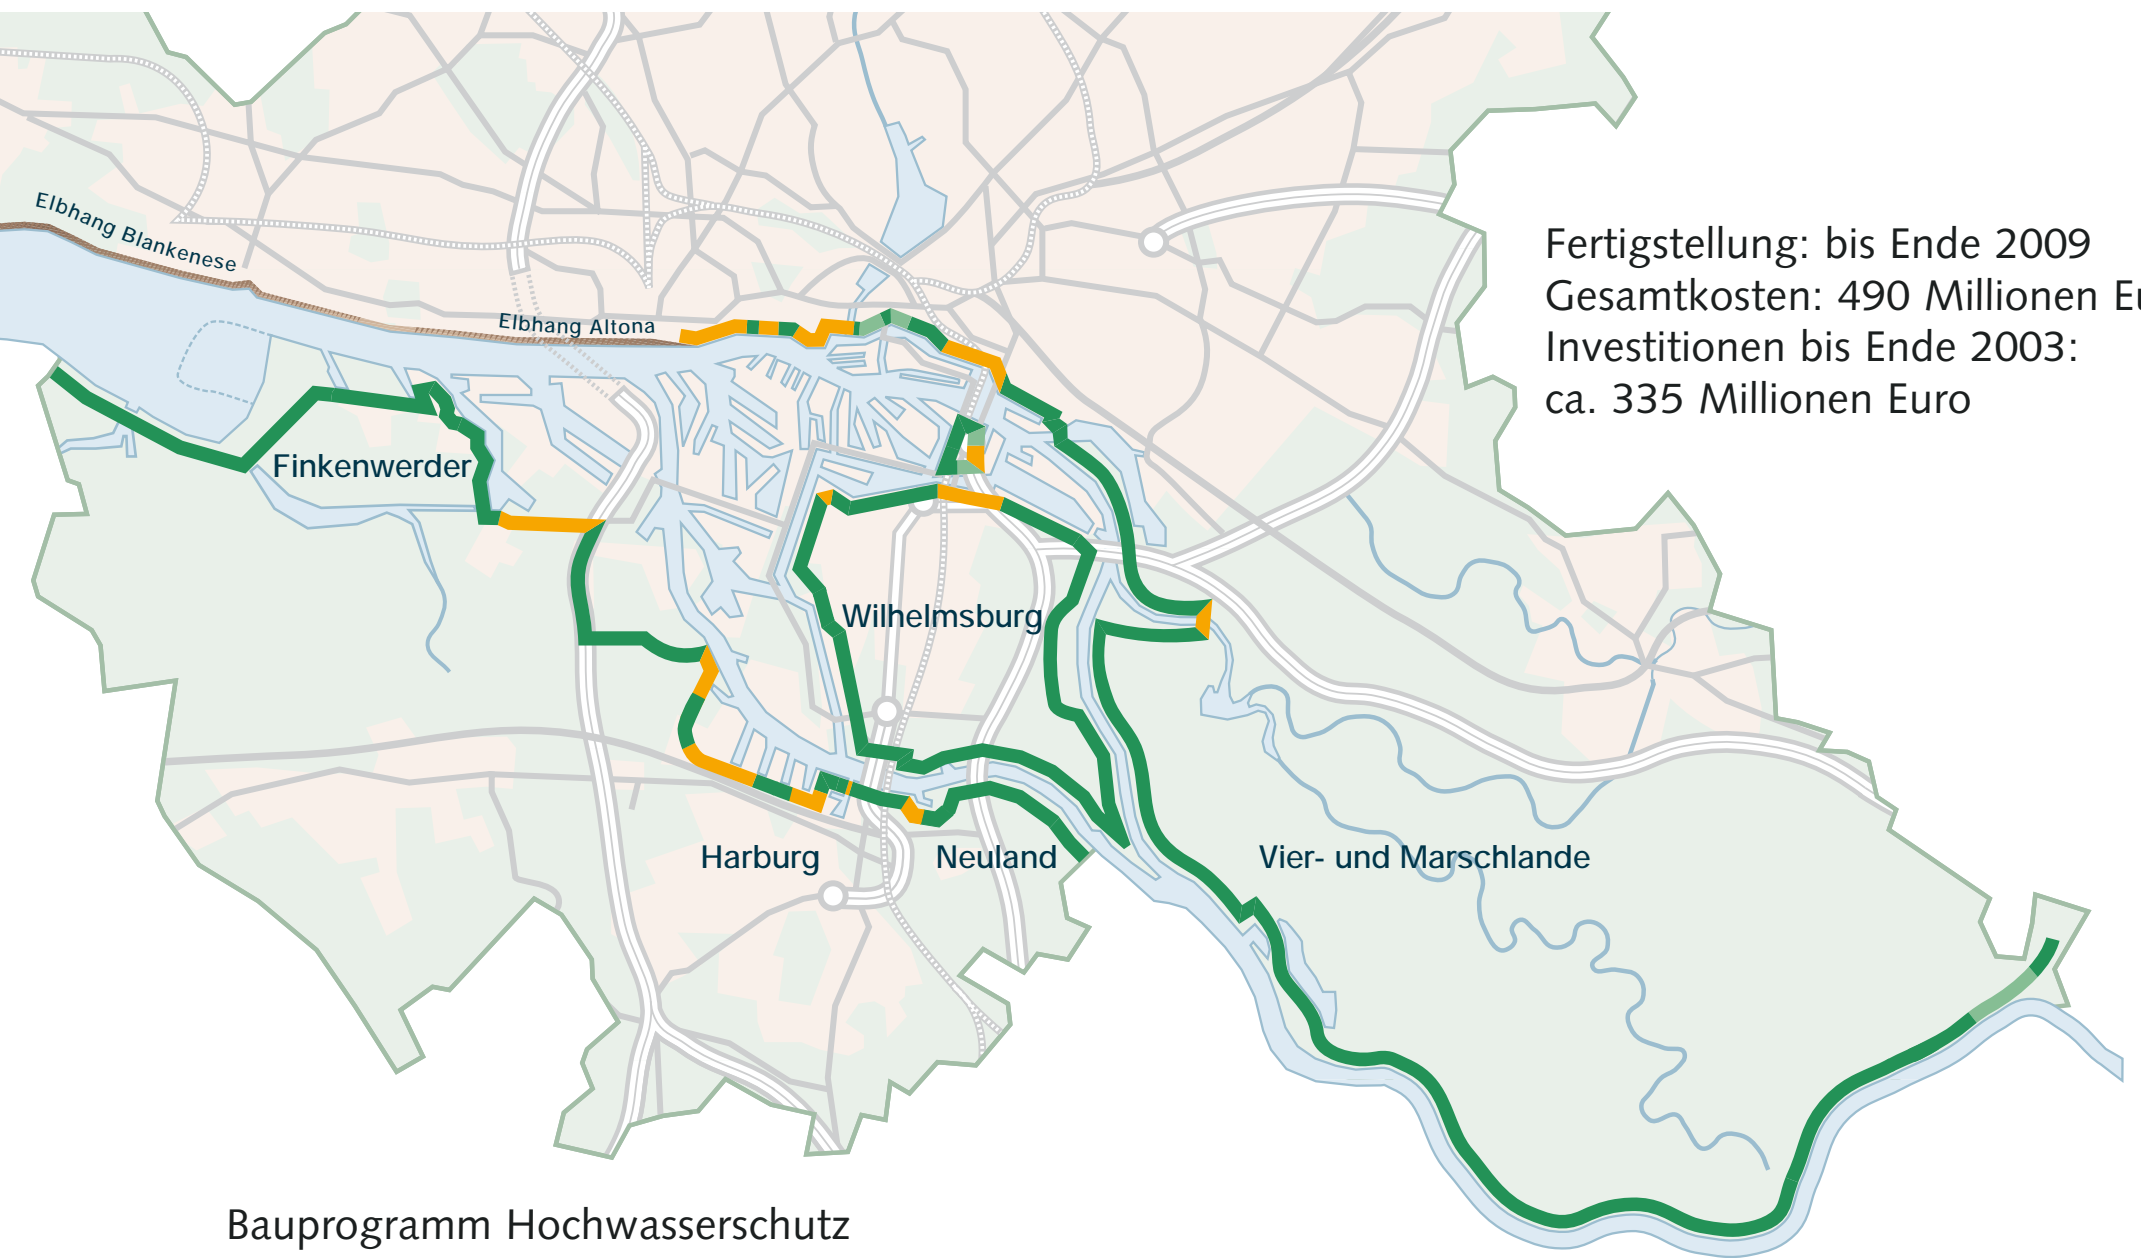 Elbhang Blankenese
Fertigstellung: bis Ende 2009
Gesamtkosten: 490 Millionen
Investitionen bis Ende 2003:
ca. 335 Millionen Euro
Elbhang Altona
Finkenwerder
Wilhelmsburg
Harburg
Neuland
Vier- und Marschlande
Bauprogramm Hochwasserschutz